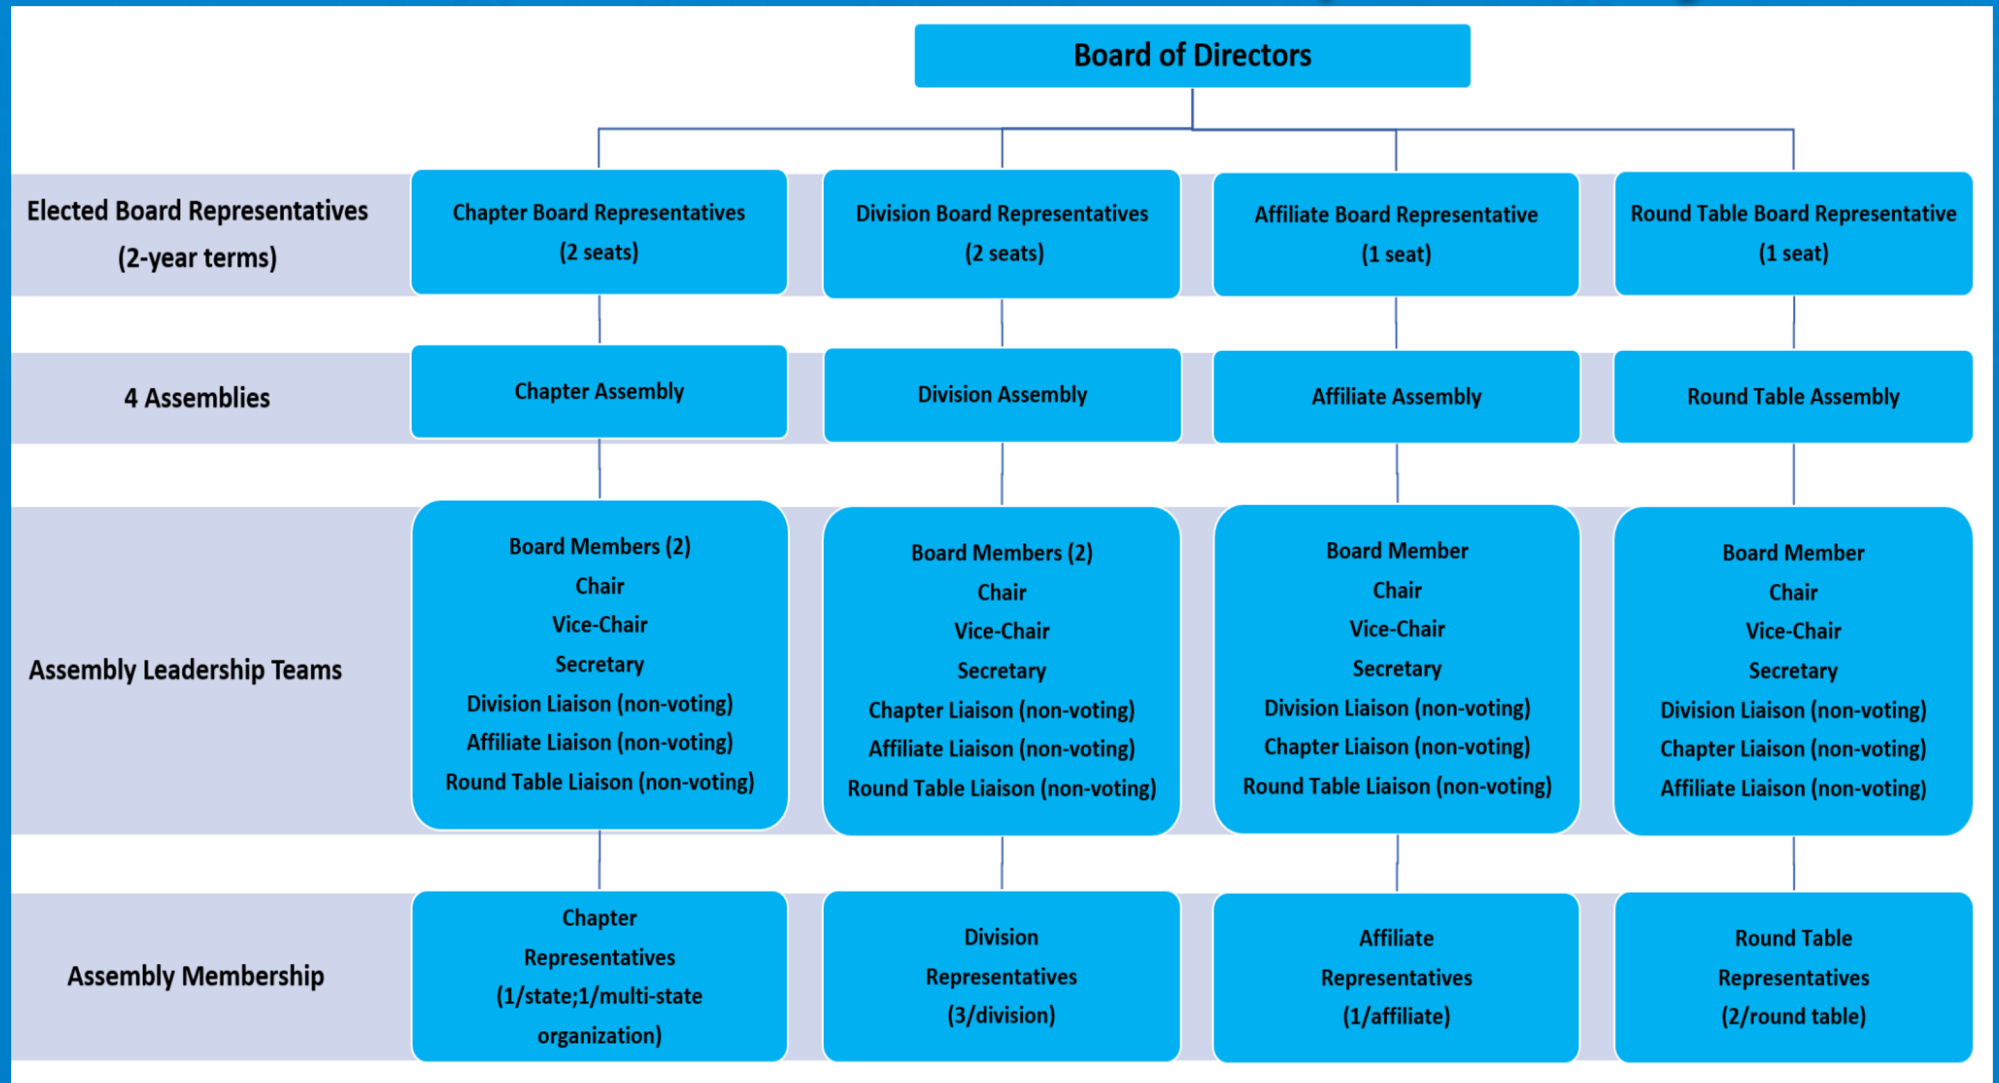 Board of Directors
Elected Board Representatives
(2-year terms)
Chapter Board Representatives
(2 seats)
Division Board Representatives
(2 seats)
Affiliate Board Representative
(1 seat)
Round Table Board Representative
(1 seat)
4 Assemblies
Chapter Assembly
Division Assembly
Affiliate Assembly
Round Table Assembly
Assembly Leadership Teams
Board Members (2)
Chair
Vice-Chair
Secretary
Division Liaison (non-voting)
Affiliate Liaison (non-voting)
Round Table Liaison (non-voting)
Board Members (2)
Chair
Vice-Chair
Secretary
Chapter Liaison (non-voting)
Affiliate Liaison (non-voting)
Round Table Liaison (non-voting)
Board Member
Chair
Vice-Chair
Secretary
Division Liaison (non-voting)
Chapter Liaison (non-voting)
Round Table Liaison (non-voting)
Board Member
Chair
Vice-Chair
Secretary
Division Liaison (non-voting)
Chapter Liaison (non-voting)
Affiliate Liaison (non-voting)
Assembly Membership
Chapter
Representatives
(1/state;1/multi-state
organization)
Division
Representatives
(3/division)
Affiliate
Representatives
(1/affiliate)
Round Table
Representatives
(2/round table)